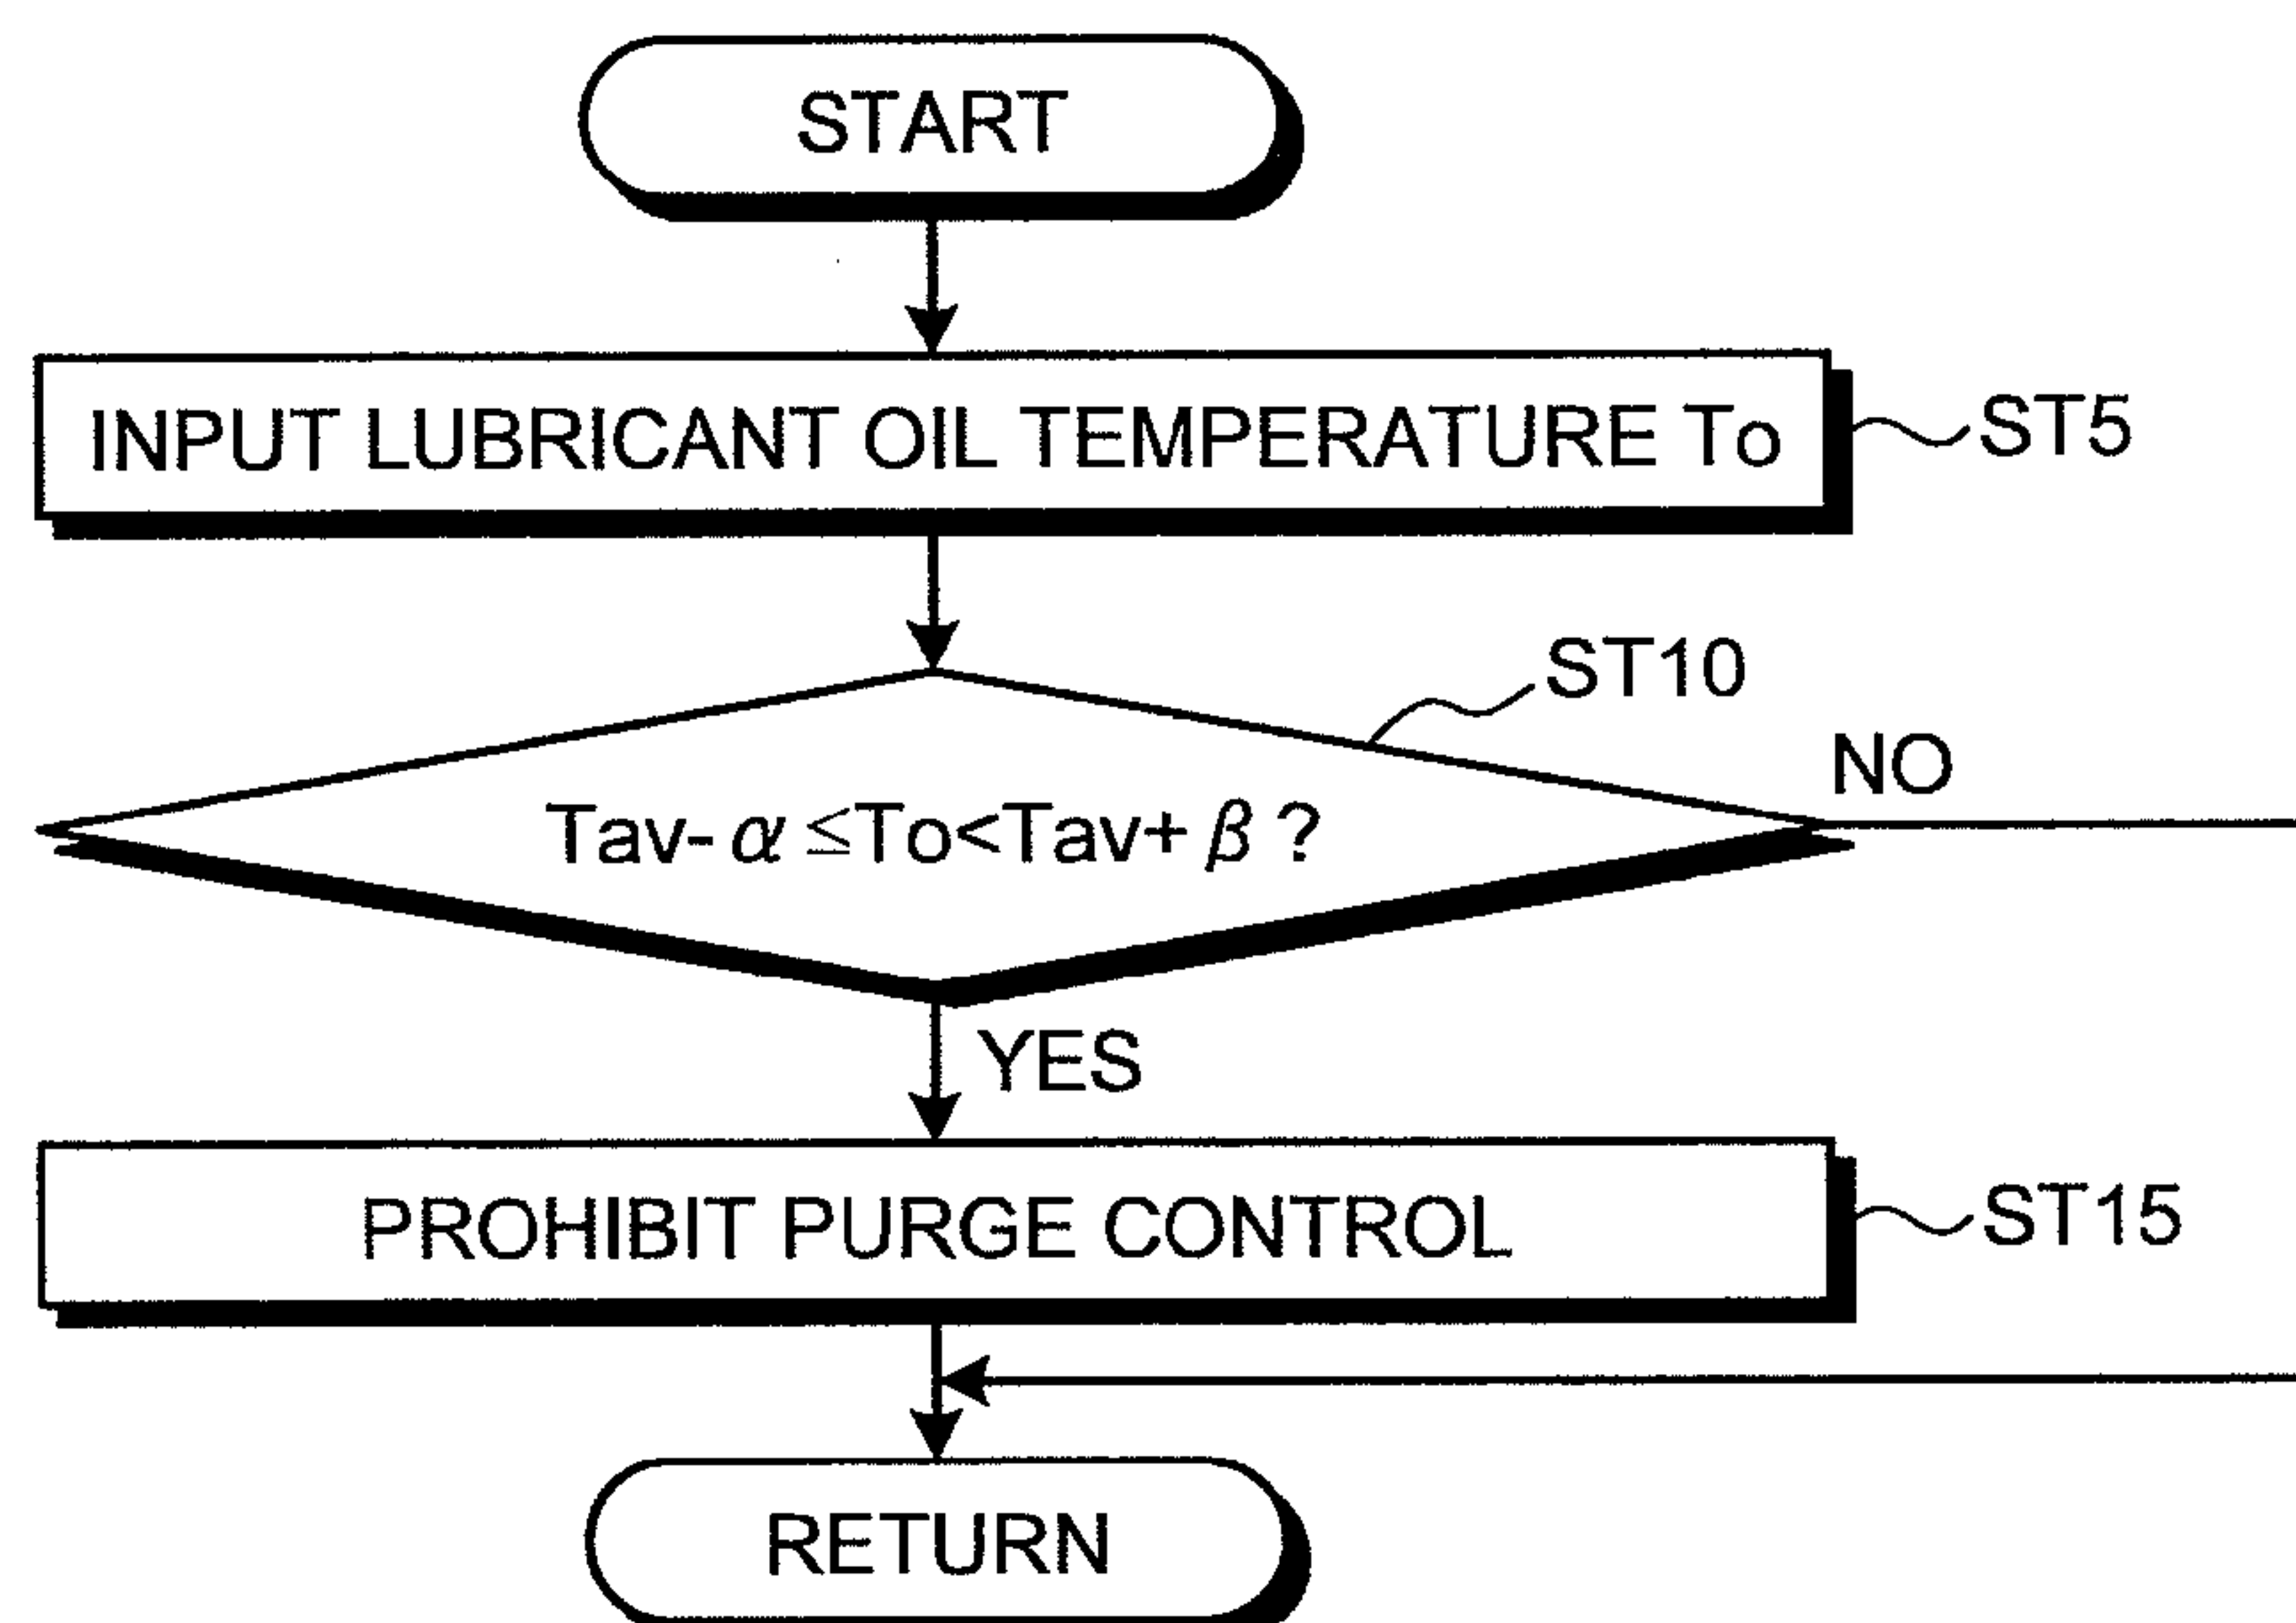 START
INPUT LUBRICANT OIL TEMPERATURE To
ST5
ST10
NO
Tav- α ≦To<Tav+ β ?
YES
PROHIBIT PURGE CONTROL
ST15
RETURN